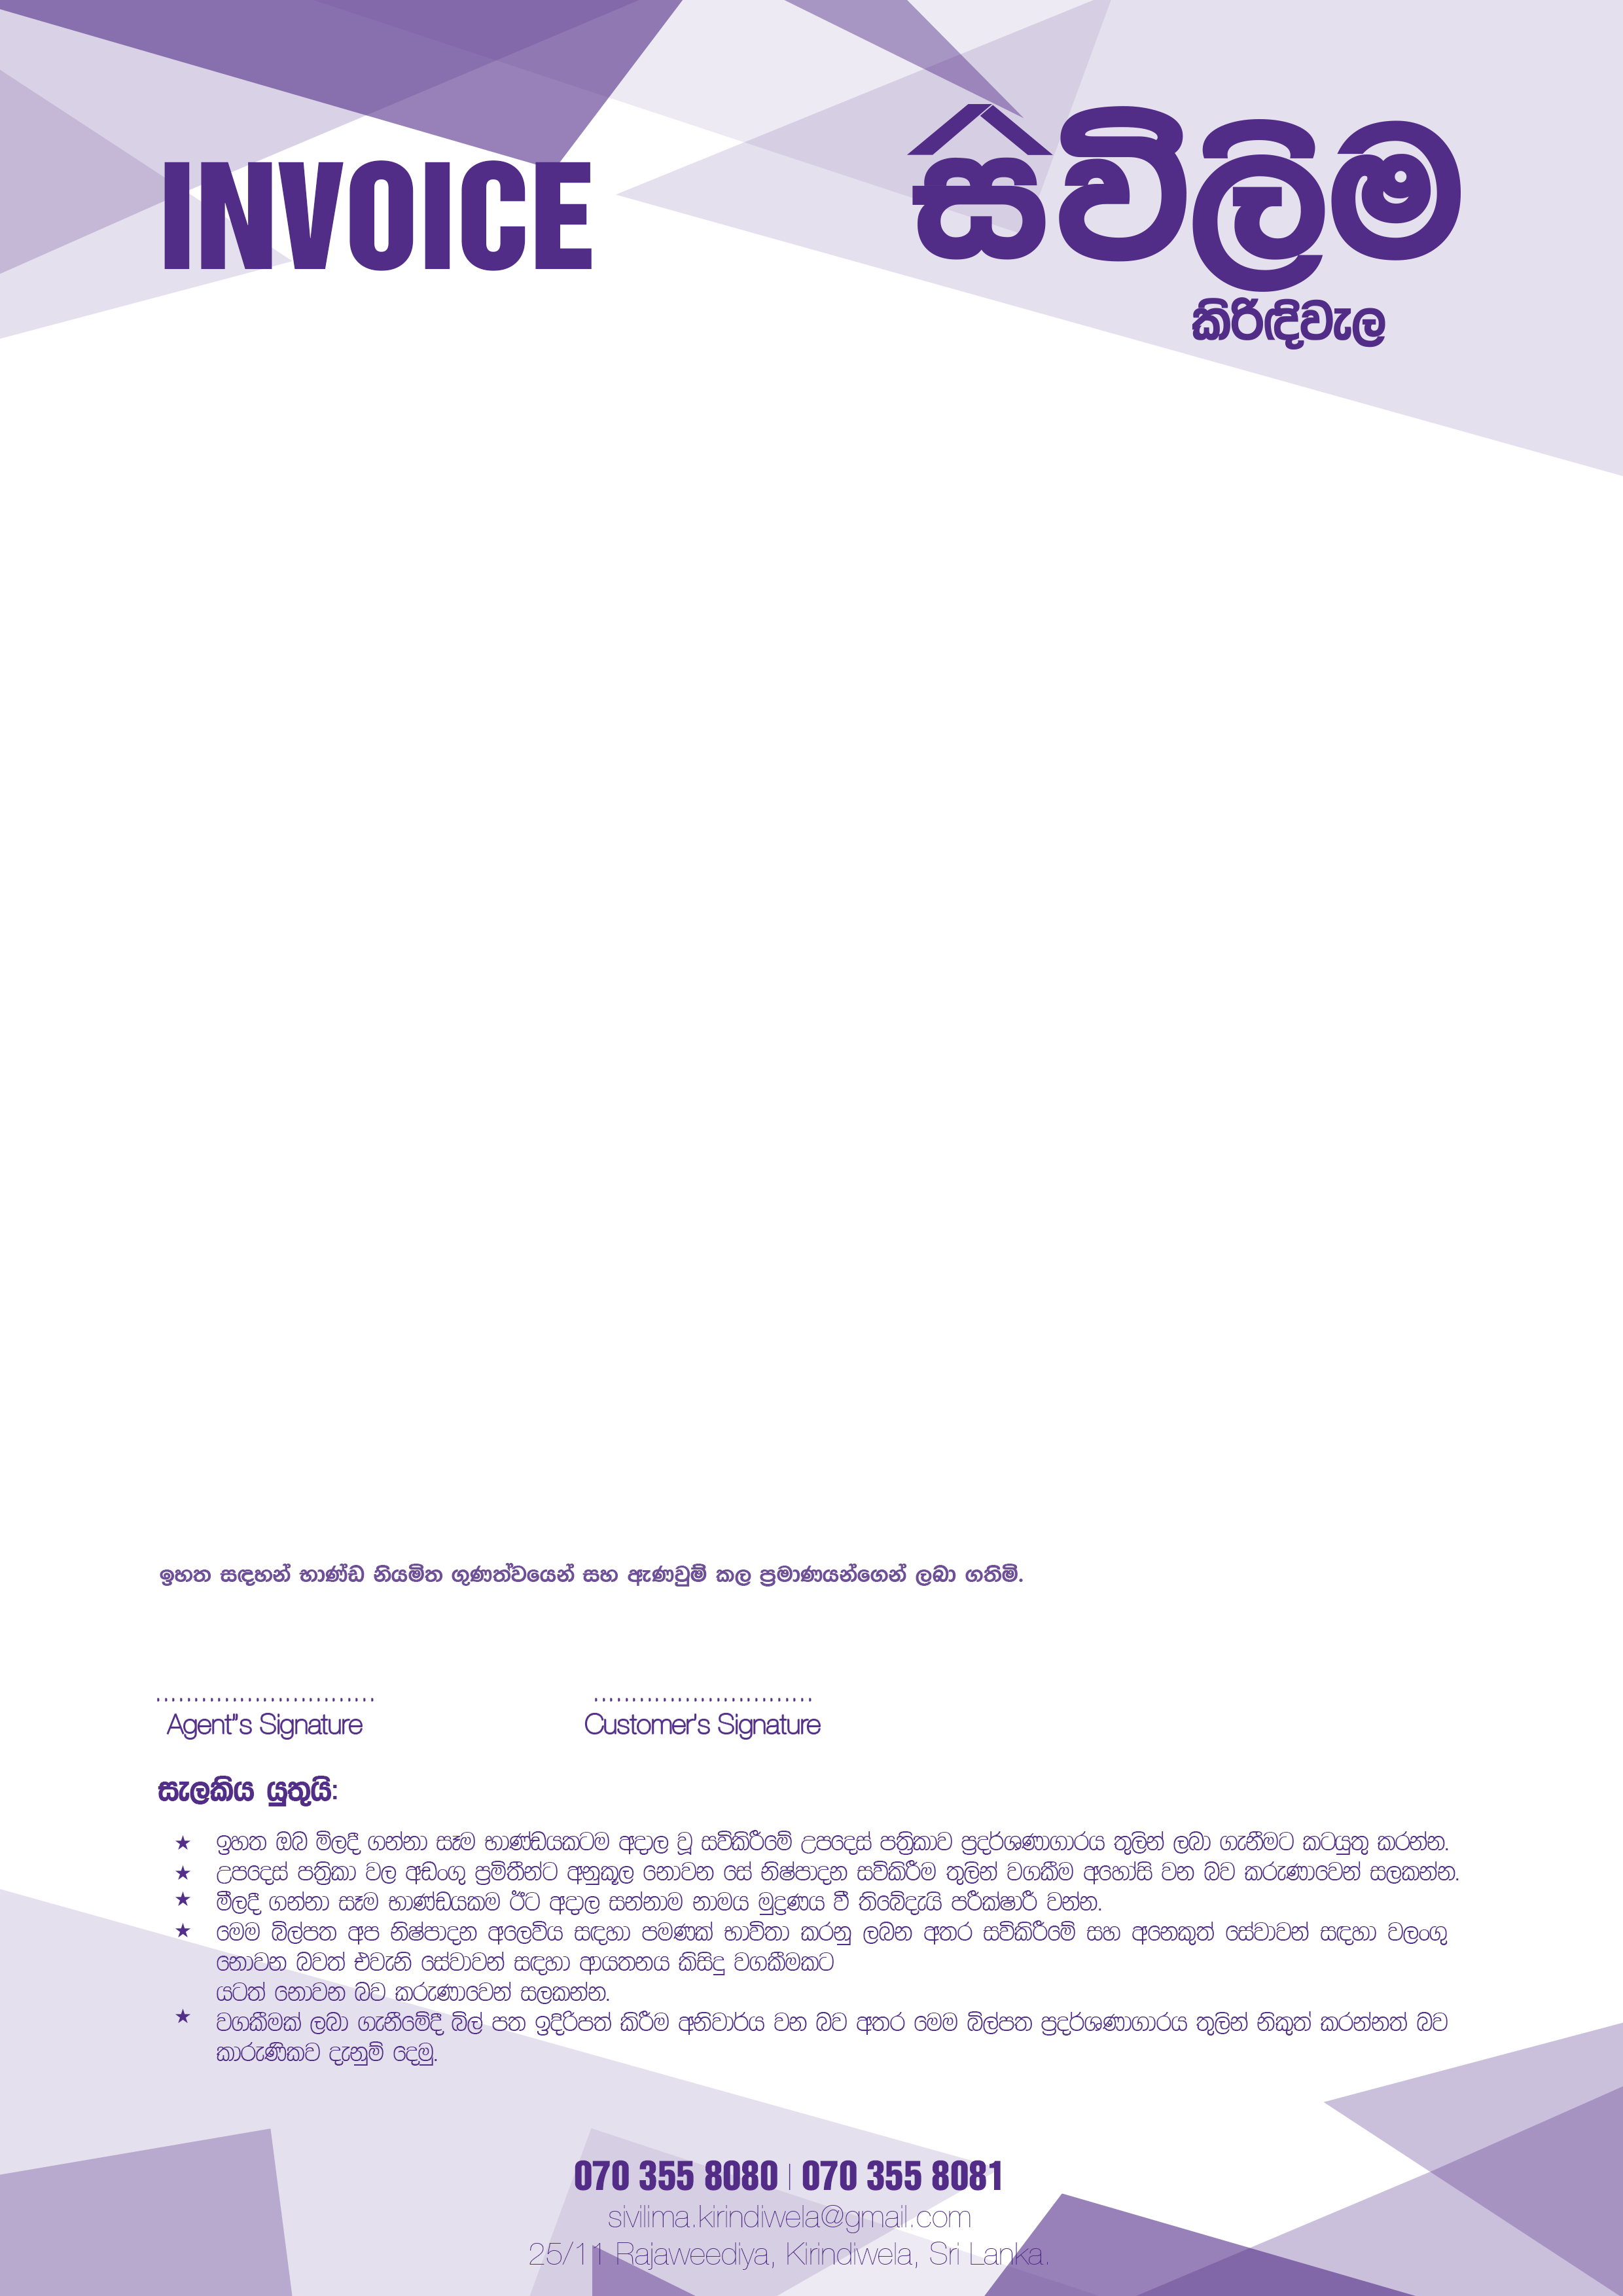 INVOICE
සිවිලිම
කිරිඳිවැල
ඉහත සඳහන් භාණ්ඩ නියමිත ගුණත්වයෙන් සහ ඇණවුම් කල ප්‍රමාණයන්ගෙන් ලබා ගතිමි.
Agent"s Signature
Customer's Signature
සැලකිය යුතුයි:
★ ඉහත ඔබ මිලදී ගන්නා සෑම භාණ්ඩයකටම අදාල වූ සවිකිරීමේ උපදෙස් පත්‍රිකාව ප්‍රදර්ශණාගාරය තුලින් ලබා ගැනීමට කටයුතු කරන්න.
★ උපදෙස් පත්‍රිකා වල අඩංගු ප්‍රමිතීන්ට අනුකූල නොවන සේ නිෂ්පාදන සවිකිරීම තුලින් වගකීම අහෝසි වන බව කරුණාවෙන් සලකන්න.
★ මීලදී ගන්නා සෑම භාණ්ඩයකම ඊට අදාල සන්නාම නාමය මුද්‍රණය වී තිබේදැයි පරීක්ෂාරී වන්න.
★ මෙම බිල්පත අප නිෂ්පාදන අලෙවිය සඳහා පමණක් භාවිතා කරනු ලබන අතර සවිකිරීමේ සහ අනෙකුත් සේවාවන් සඳහා වලංගු
නොවන බවත් එවැනි සේවාවන් සඳහා ආයතනය කිසිදු වගකීමකට
යටත් නොවන බව කරුණාවෙන් සලකන්න.
★ වගකීමක් ලබා ගැනීමේදී බිල් පත ඉදිරිපත් කිරීම අනිවාර්ය වන බව අතර මෙම බිල්පත ප්‍රදර්ශණාගාරය තුලින් නිකුත් කරන්නත් බව
කාරුණිකව දැනුම් දෙමු.
070 355 8080 | 070 355 8081
sivilima.kirindiwela@gmail.com
25/11 Rajaweediya, Kirindiwela, Sri Lanka.